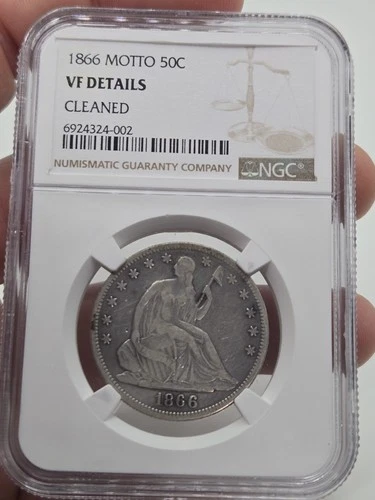 1866 MOTTO 50C
VF DETAILS
CLEANED
6924324-002
NUMISMATIC GUARANTY COMPANY
NGC®
1866